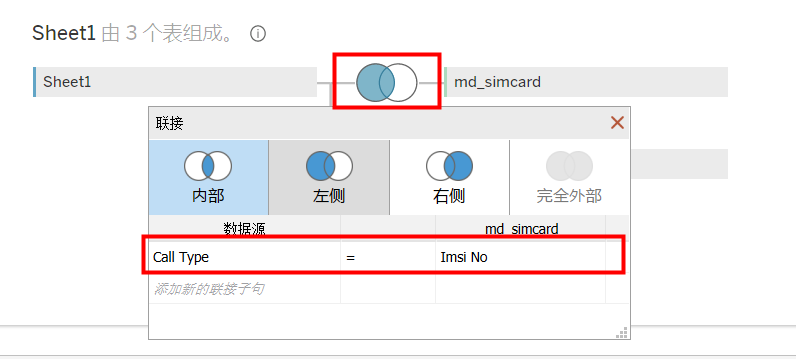 Sheet1 由 3 个表组成。
Sheet1
md_simcard
联接
内部 左侧 右侧 完全外部
数据源 md_simcard
Call Type = Imsi No
添加新的联接子句